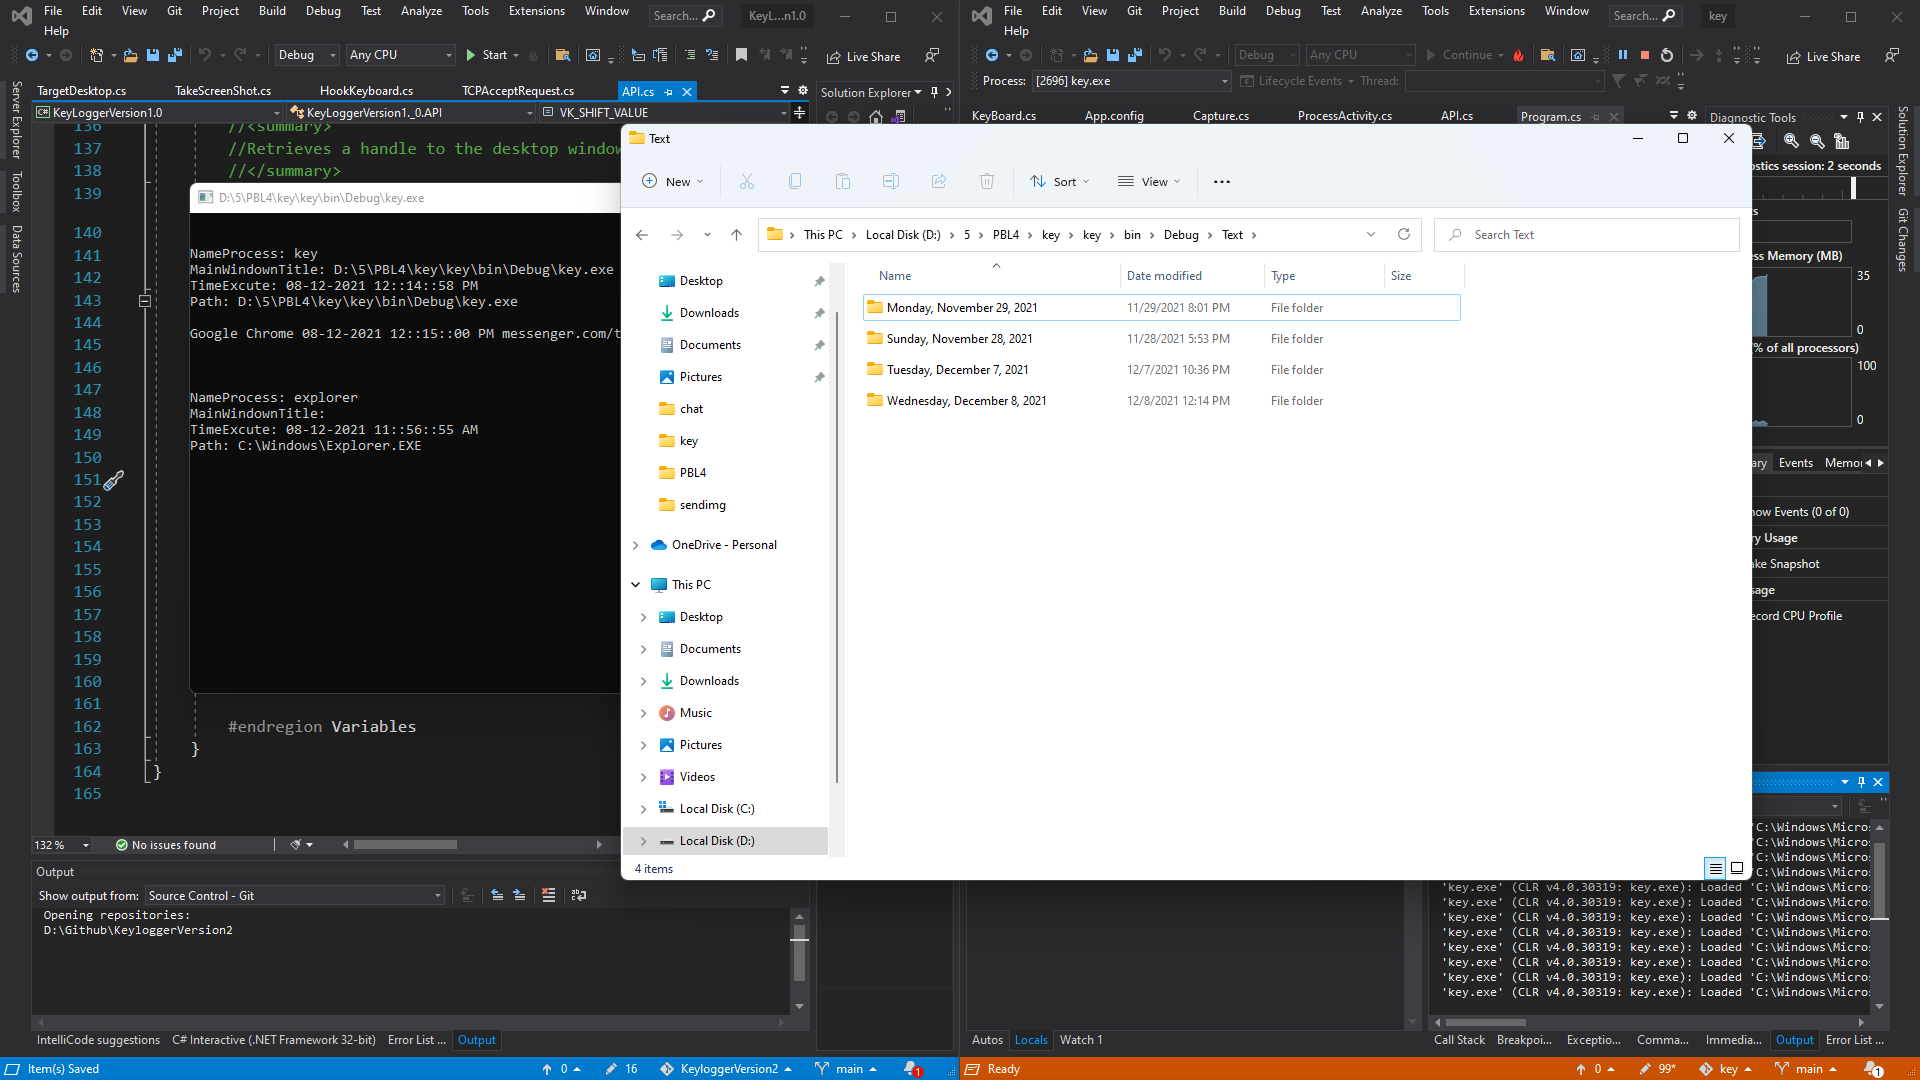 File Edit View Git Project Build Debug Test Analyze Tools Extensions Window Search... KeyL...n1.0
Help
Debug Any CPU Start Live Share
TargetDesktop.cs TakeScreenShot.cs HookKeyboard.cs TCPAcceptRequest.cs API.cs Solution Explorer
KeyLoggerVersion1.0 KeyLoggerVersion1._0.API VK_SHIFT_VALUE
Server Explorer
Toolbox
Data Sources
136 //<summary>
137 //Retrieves a handle to the desktop window
138 //</summary>
139
140
141
142
143
144
145
146
147
148
149
150
151
152
153
154
155
156
157
158
159
160
161
162 #endregion Variables
163 }
164 }
165
D:\5\PBL4\key\key\bin\Debug\key.exe
NameProcess: key
MainWindownTitle: D:\5\PBL4\key\key\bin\Debug\key.exe
TimeExcute: 08-12-2021 12::14::58 PM
Path: D:\5\PBL4\key\key\bin\Debug\key.exe
Google Chrome 08-12-2021 12::15::00 PM messenger.com/t
NameProcess: explorer
MainWindownTitle:
TimeExcute: 08-12-2021 11::56::55 AM
Path: C:\Windows\Explorer.EXE
132 % No issues found
Output
Show output from: Source Control - Git
Opening repositories:
D:\Github\KeyloggerVersion2
IntelliCode suggestions C# Interactive (.NET Framework 32-bit) Error List ... Output
Item(s) Saved 0 16 KeyloggerVersion2 main 1
File Edit View Git Project Build Debug Test Analyze Tools Extensions Window Search... key
Help
Debug Any CPU Continue Live Share
Process: [2696] key.exe Lifecycle Events Thread:
KeyBoard.cs App.config Capture.cs ProcessActivity.cs API.cs Program.cs Diagnostic Tools
Solution Explorer
Git Changes
Text
New Sort View
This PC Local Disk (D:) 5 PBL4 key key bin Debug Text Search Text
Name Date modified Type Size
Monday, November 29, 2021 11/29/2021 8:01 PM File folder
Sunday, November 28, 2021 11/28/2021 5:53 PM File folder
Tuesday, December 7, 2021 12/7/2021 10:36 PM File folder
Wednesday, December 8, 2021 12/8/2021 12:14 PM File folder
Desktop
Downloads
Documents
Pictures
chat
key
PBL4
sendimg
OneDrive - Personal
This PC
Desktop
Documents
Downloads
Music
Pictures
Videos
Local Disk (C:)
Local Disk (D:)
4 items
ostics session: 2 seconds
ts
ess Memory (MB)
35
0
(% of all processors)
100
0
ary Events Memor
how Events (0 of 0)
ry Usage
ake Snapshot
sage
ecord CPU Profile
'C:\Windows\Micros
'C:\Windows\Micros
'C:\Windows\Micros
'C:\Windows\Micros
'key.exe' (CLR v4.0.30319: key.exe): Loaded 'C:\Windows\Micros
'key.exe' (CLR v4.0.30319: key.exe): Loaded 'C:\Windows\Micros
'key.exe' (CLR v4.0.30319: key.exe): Loaded 'C:\Windows\Micros
'key.exe' (CLR v4.0.30319: key.exe): Loaded 'C:\Windows\Micros
'key.exe' (CLR v4.0.30319: key.exe): Loaded 'C:\Windows\Micros
'key.exe' (CLR v4.0.30319: key.exe): Loaded 'C:\Windows\Micros
'key.exe' (CLR v4.0.30319: key.exe): Loaded 'C:\Windows\Micros
'key.exe' (CLR v4.0.30319: key.exe): Loaded 'C:\Windows\Micros
Autos Locals Watch 1
Call Stack Breakpoi... Exceptio... Comma... Immedia... Output Error List ...
Ready 0 99* key main 1